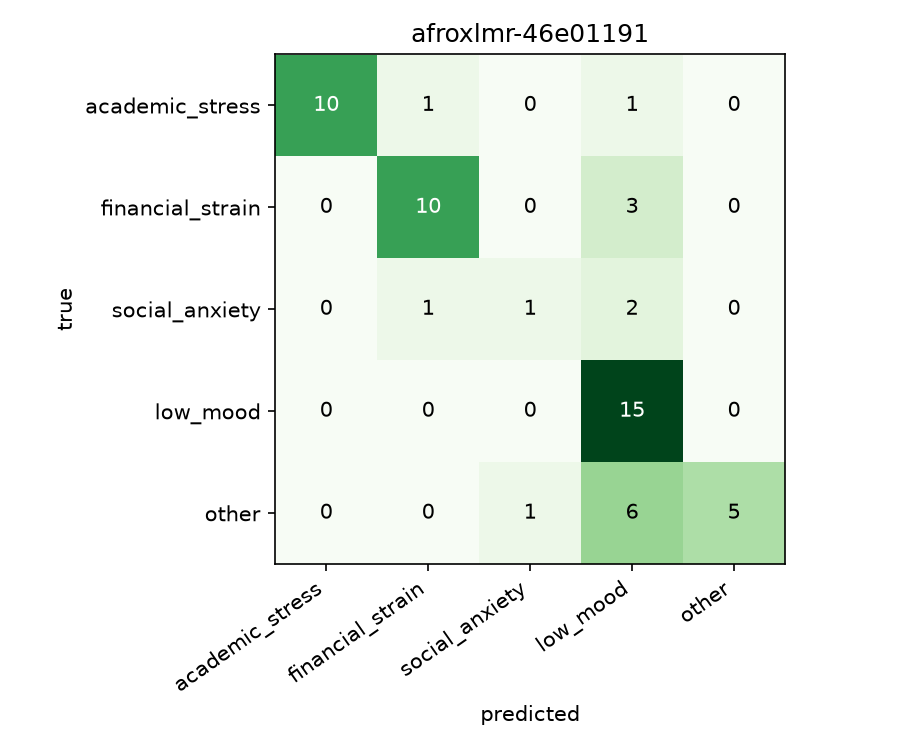 afroxlmr-46e01191
academic_stress 10 1 0 1 0
financial_strain 0 10 0 3 0
social_anxiety 0 1 1 2 0
low_mood 0 0 0 15 0
other 0 0 1 6 5
true
academic_stress financial_strain social_anxiety low_mood other
predicted